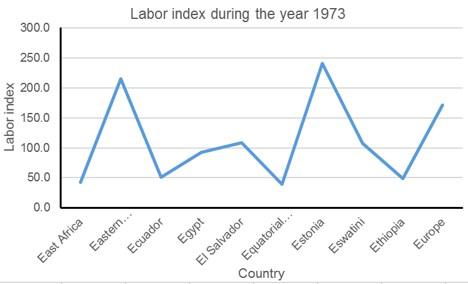 Labor index during the year 1973
300.0
250.0
200.0
150.0
100.0
50.0
0.0
Labor index
East Africa
Eastern...
Ecuador
Egypt
El Salvador
Equatorial...
Estonia
Eswatini
Ethiopia
Europe
Country